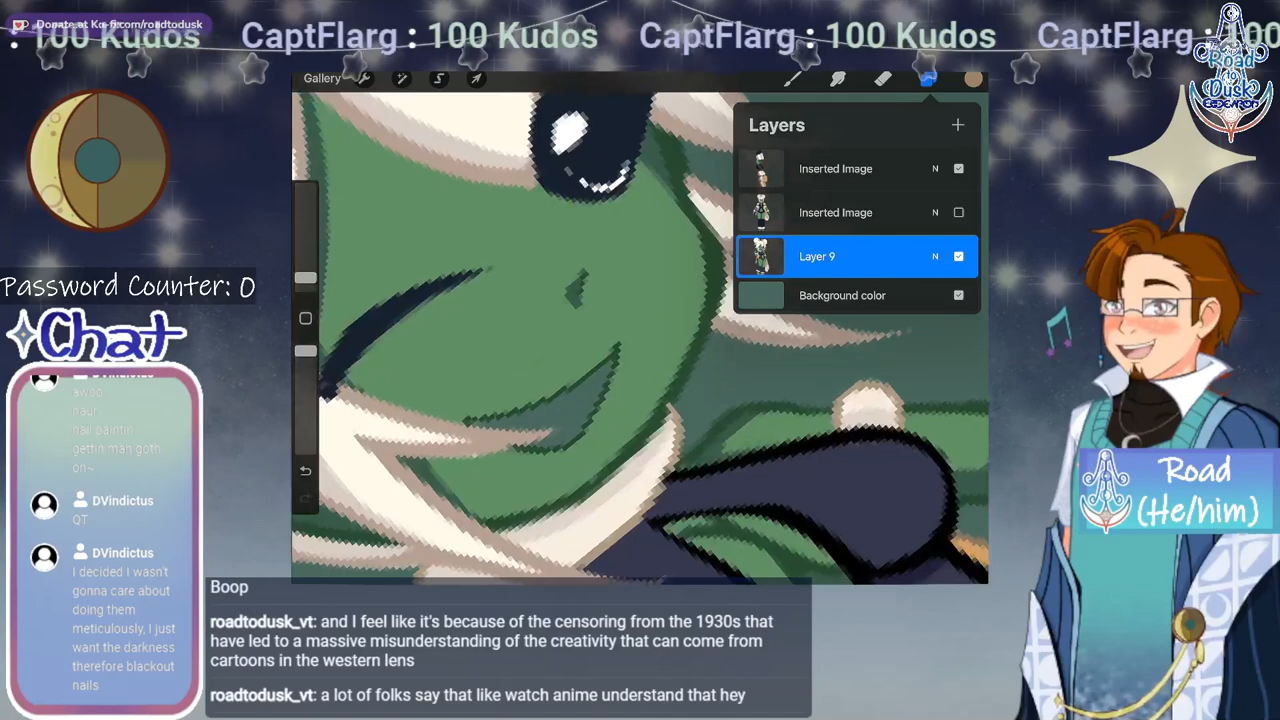 Donate at Ko-fi.com/roadtodusk
: 100 Kudos CaptFlarg : 100 Kudos CaptFlarg : 100 Kudos CaptFlarg : 100
Road to Dusk
Gallery
Layers
Inserted Image N
Inserted Image N
Layer 9 N
Background color
Password Counter: 0
Chat
DVindictus
awoo
naur
nail paintin
gettin mah goth
on~
DVindictus
QT
DVindictus
I decided I wasn't
gonna care about
doing them
meticulously, I just
want the darkness
therefore blackout
nails
Road
(He/him)
Boop
roadtodusk_vt: and I feel like it's because of the censoring from the 1930s that
have led to a massive misunderstanding of the creativity that can come from
cartoons in the western lens
roadtodusk_vt: a lot of folks say that like watch anime understand that hey